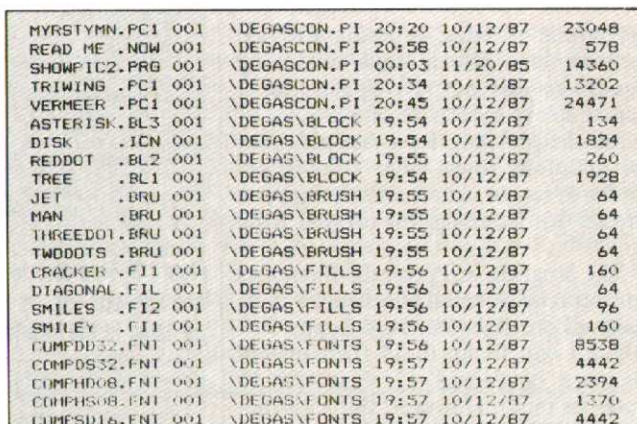 MYRSTYMN.PC1 001 \DEGASCON.PI 20:20 10/12/87 23048
READ ME .NOW 001 \DEGASCON.PI 20:58 10/12/87 578
SHOWPIC2.PRG 001 \DEGASCON.PI 00:03 11/20/85 14360
TRIWING .PC1 001 \DEGASCON.PI 20:34 10/12/87 13202
VERMEER .PC1 001 \DEGASCON.PI 20:45 10/12/87 24471
ASTERISK.BL3 001 \DEGAS\BLOCK 19:54 10/12/87 134
DISK .ICN 001 \DEGAS\BLOCK 19:54 10/12/87 1824
REDDOT .BL2 001 \DEGAS\BLOCK 19:55 10/12/87 260
TREE .BL1 001 \DEGAS\BLOCK 19:54 10/12/87 1928
JET .BRU 001 \DEGAS\BRUSH 19:55 10/12/87 64
MAN .BRU 001 \DEGAS\BRUSH 19:55 10/12/87 64
THREEDOT.BRU 001 \DEGAS\BRUSH 19:55 10/12/87 64
TWODOTS .BRU 001 \DEGAS\BRUSH 19:55 10/12/87 64
CRACKER .FI1 001 \DEGAS\FILLS 19:56 10/12/87 160
DIAGONAL.FIL 001 \DEGAS\FILLS 19:56 10/12/87 64
SMILES .FI2 001 \DEGAS\FILLS 19:56 10/12/87 96
SMILEY .FI1 001 \DEGAS\FILLS 19:56 10/12/87 160
COMPDD32.FNT 001 \DEGAS\FONTS 19:56 10/12/87 8538
COMPDS32.FNT 001 \DEGAS\FONTS 19:57 10/12/87 4442
COMPHD08.FNT 001 \DEGAS\FONTS 19:57 10/12/87 2394
COMPHS08.FNT 001 \DEGAS\FONTS 19:57 10/12/87 1370
COMPSD16.FNT 001 \DEGAS\FONTS 19:57 10/12/87 4442